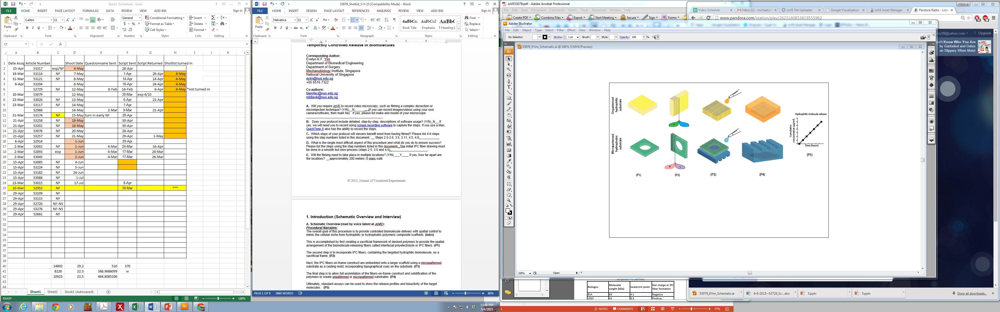 Book1 (Schedule) - Excel
Sign in
FILE HOME INSERT PAGE LAYOUT FORMULAS DATA REVIEW VIEW ADD-INS
Calibri 11 General Conditional Formatting Insert
Paste Format as Table Delete
Cell Styles Format
Clipboard Font Alignment Number Styles Cells Editing
I7
A B C D E F G H I J K L
1 Date Assig Article Number Shoot Date Questionnaire Sent Script Sent Script Returned Shotlist turned in
2 15-Apr 53317 exp/NF 4-May 28-Apr
3 18-Mar 53114 NF 7-May 1-Apr 28-Apr 4-May
4 31-Mar 53121 NF 8-May 14-Apr 14-Apr 4-May
5 6-Apr 53204 8-May 16-Apr 24-Apr 4-May
6 52729 NF 12-May 8-Feb 16-Feb 6-Apr 4-May *not turned in
7 10-Mar 53079 12-May 30-Mar exp 4/10
8 23-Mar 53026 NF 13-May 6-Apr 21-Apr
9 23-Mar 53117 NF 14-May 1-Apr
10 52986 14-May 2-Mar 9-Mar 21-Apr
11 31-Mar 53174 NF 15-May turn in early NF 26-Apr
12 21-Apr 53258 NF 18-May 30-Apr
13 21-Apr 53202 NF 18-May 30-Apr
14 21-Apr 53078 NF 20-May 28-Apr
15 21-Apr 53257 NF 21-May 29-Apr 1-May
16 6-Apr 52914 1-Jun 29-Apr
17 2-Mar 52002 NF 1-Jun 4-Mar 24-Mar 16-Apr
18 2-Mar 52893 exp 1-Jun 4-Mar 17-Mar 24-Mar
19 2-Mar 53045 2-Jun 4-Mar 17-Mar 26-Mar
20 15-Apr 53085 NF 4-Jun
21 15-Apr 53224 NF 5-Jun
22 15-Apr 53182 NF 24-Jun
23 15-Apr 53088 NF 1-Jul
24 23-Mar 53015 NF 17-Jul 8-Apr
25 10-Mar 52952 NF 30-Mar ***
26 29-Apr 53109 NF
27 29-Apr 53115 NF
28 29-Apr 52720 NF-NS
29 29-Apr 53276 NF-NS
30 29-Apr 52861 NF
31
32
33
34
35
36
37
38
39
40 14892 29.2 510 370
41 8228 22.3 368.9686099 w
42 10923 23.5 464.8085106
43
44
Sheet1 Sheet2 Book1 (Autosaved)
READY 100%
53079_Shotlist_5-5-15 [Compatibility Mode] - Word
Sign in
FILE HOME INSERT DESIGN PAGE LAYOUT REFERENCES MAILINGS REVIEW VIEW ADD-INS
Helvetica 11 AaBbCc AaBbCcL AaBb( Find
Paste Book Title Emphasis ¶ Heading 1 Replace
Select
Clipboard Font Paragraph Styles Editing
1 2 3 4 5 6
Temporally Controlled Release of Biomolecules
Corresponding Author:
Evelyn K.F. Yim
Department of Biomedical Engineering
Department of Surgery
Mechanobiology Institute, Singapore
National University of Singapore
eyim@nus.edu.sg
+65 6516 7322
Co-authors:
biemfac@nus.edu.sg
mbiteok@nus.edu.sg
A. Will you require JoVE to record video microscopy, such as filming a complex dissection or
microinjection technique? (Y/N)__N________(If you can record images/videos using your own
camera/software, then mark No) If yes, please list make and model of your microscope:
B. Does your protocol include detailed, step-by-step, descriptions of software usage? (Y/N)_N__ If
yes, we will need you to record using screen recording software to capture the steps. If you use a Mac,
QuickTime X also has the ability to record the steps.
C. Which steps of your protocol will viewers benefit most from having filmed? Please list 4-6 steps
using the step numbers listed in this document. __ Steps 2.5-2.6, 3.5, 3.11, 4.5, 4.8____________
D. What is the single most difficult aspect of this procedure and what do you do to ensure success?
Please list the steps using the step numbers listed in this document._The initial IPC fiber drawing must
be done in a smooth but slow process (steps 2.5, 3.6 and 4.5)
E. Will the filming need to take place in multiple locations? (Y/N) ___Y____ If yes, how far apart are
the locations? __approximately 200 meters (5 mins walk
© 2013, Journal of Visualized Experiments
1. Introduction (Schematic Overview and Interview)
A. Schematic Overview (read by voice talent at JoVE):
Procedural Narrative:
The overall goal of this procedure is to provide controlled biomolecule delivery with spatial control to
mimic the cellular niche from hydrophilic or hydrophobic polymeric composite scaffolds. (Intro)
This is accomplished by first creating a sacrificial framework of desired polymers to provide the spatial
arrangement of the biomolecule-releasing fibers called interfacial polyelectrolyte or IPC fibers. (P1)
The second step is to incorporate IPC fibers, containing the targeted hydrophilic biomolecule, on a
sacrificial frame. (P2)
Next, the IPC fibers-on-frame construct are embedded onto a larger scaffold using a micropatterned
substrate as a casting mold, incorporating topographical cues on the substrate. (P3)
The final step is to allow full assimilation of the fibers-on-frame construct and solidification of the
polymers to create unpatterned or micropatterned substrates. (P4)
Ultimately, standard assays can be used to show the release profiles and bioactivity of the target
molecules. (P5)
PAGE 1 OF 9 2960 WORDS 80%
JoVE53079.pdf - Adobe Acrobat Professional
File Edit View Document Comments Forms Tools Advanced Window Help
Create PDF Combine Files Export Start Meeting Secure Sign Forms
Video Schedule Inbox (1) - michael.lin JoVE File Uploader Google Visualization JoVE Asset Manager Pandora Radio - Liste
www.pandora.com/station/play/2623160853819555962
ey99@yahoo.com Upgrade
n't Know Who You Are
by Garfunkel and Oates
on Slippery When Moist
Adobe Illustrator
File Edit Object Type Select Filter Effect View Window Help
No Selection Stroke: 1 pt Brush: Style: Opacity: 100 %
53079_EYim_Schematic.ai @ 100% (CMYK/Preview)
Unpatterned
hydrophilic
substrate
+ -
Micropatterned
hydrophobic
substrate
+ -
Hydrophilic molecule release
Cumulative
concentration (µg/ml)
Time (hours)
(P1) (P2) (P3) (P4) (P5)
100% Open
Biologics Molecular weight (kDa) Isoelectric point Net charge at IPC fiber formation
BSA 69 4.1 Negative
VEGF 43 8.5 Positive
53079_EYim_Schematic.ai 4-6-2015--52729_Sc....doc 3.pptx 5.pptx Show all downloads...
NOTES COMMENTS 77%
11:48 PM
5/4/2015